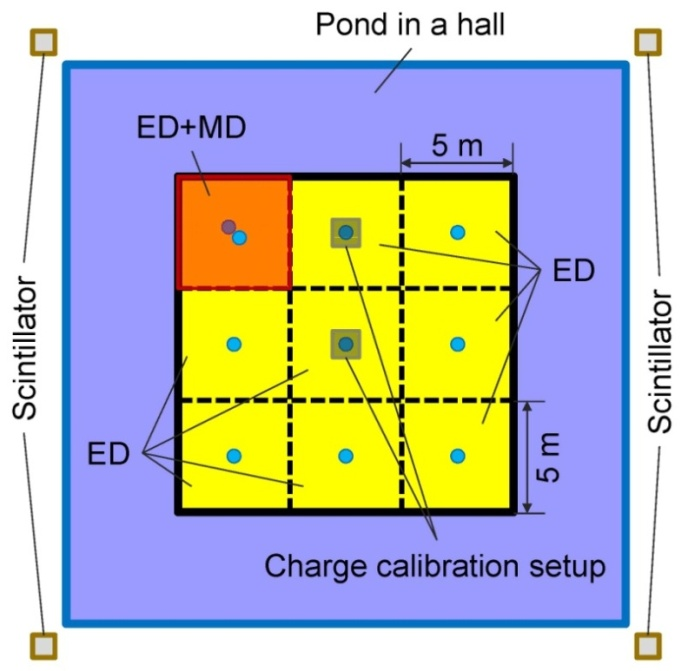 Pond in a hall
ED+MD
5 m
ED
Scintillator
Scintillator
ED
5 m
Charge calibration setup